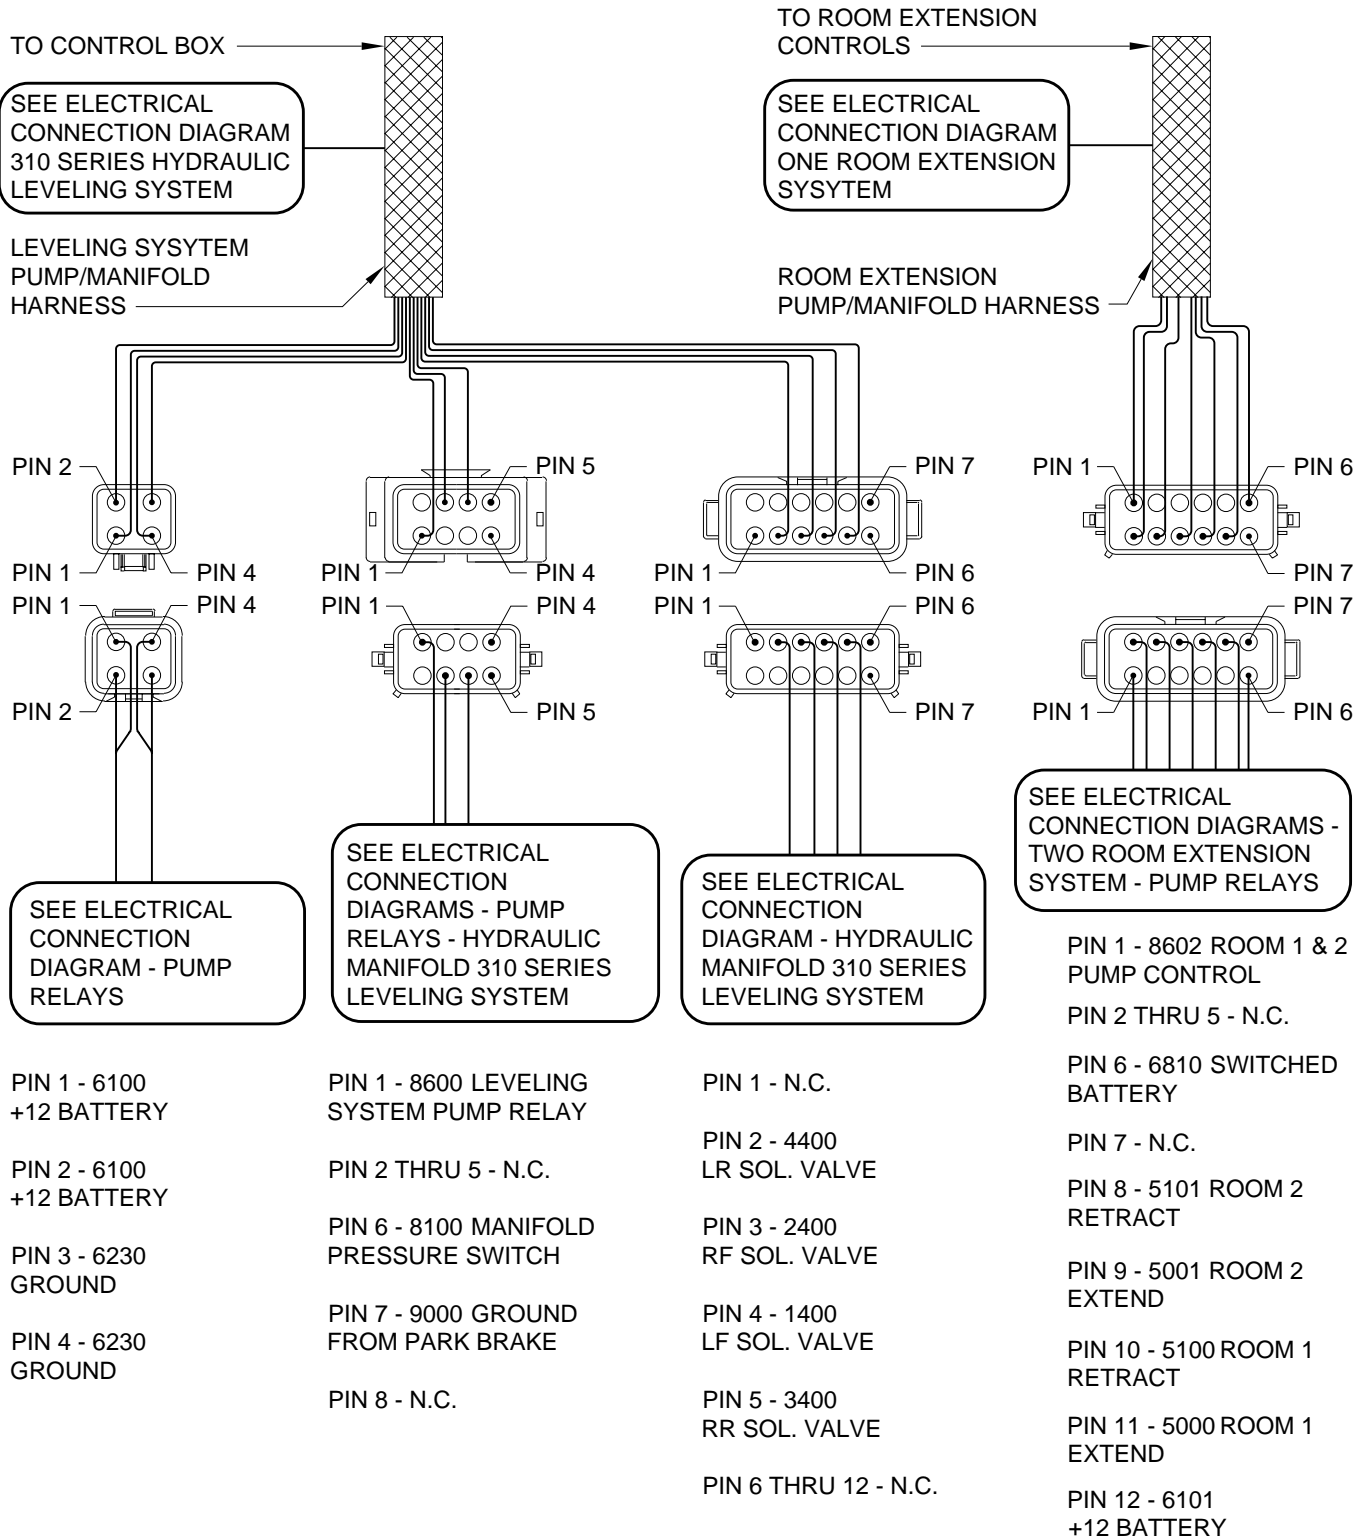 TO CONTROL BOX
SEE ELECTRICAL
CONNECTION DIAGRAM
310 SERIES HYDRAULIC
LEVELING SYSTEM
LEVELING SYSYTEM
PUMP/MANIFOLD
HARNESS
TO ROOM EXTENSION
CONTROLS
SEE ELECTRICAL
CONNECTION DIAGRAM
ONE ROOM EXTENSION
SYSYTEM
ROOM EXTENSION
PUMP/MANIFOLD HARNESS
PIN 2
PIN 1
PIN 4
PIN 1
PIN 4
PIN 2
PIN 5
PIN 1
PIN 4
PIN 1
PIN 4
PIN 5
PIN 7
PIN 1
PIN 6
PIN 1
PIN 6
PIN 7
PIN 1
PIN 6
PIN 7
PIN 7
PIN 1
PIN 6
SEE ELECTRICAL
CONNECTION
DIAGRAM - PUMP
RELAYS
SEE ELECTRICAL
CONNECTION
DIAGRAMS - PUMP
RELAYS - HYDRAULIC
MANIFOLD 310 SERIES
LEVELING SYSTEM
SEE ELECTRICAL
CONNECTION
DIAGRAM - HYDRAULIC
MANIFOLD 310 SERIES
LEVELING SYSTEM
SEE ELECTRICAL
CONNECTION DIAGRAMS -
TWO ROOM EXTENSION
SYSTEM - PUMP RELAYS
PIN 1 - 6100
+12 BATTERY
PIN 2 - 6100
+12 BATTERY
PIN 3 - 6230
GROUND
PIN 4 - 6230
GROUND
PIN 1 - 8600 LEVELING
SYSTEM PUMP RELAY
PIN 2 THRU 5 - N.C.
PIN 6 - 8100 MANIFOLD
PRESSURE SWITCH
PIN 7 - 9000 GROUND
FROM PARK BRAKE
PIN 8 - N.C.
PIN 1 - N.C.
PIN 2 - 4400
LR SOL. VALVE
PIN 3 - 2400
RF SOL. VALVE
PIN 4 - 1400
LF SOL. VALVE
PIN 5 - 3400
RR SOL. VALVE
PIN 6 THRU 12 - N.C.
PIN 1 - 8602 ROOM 1 & 2
PUMP CONTROL
PIN 2 THRU 5 - N.C.
PIN 6 - 6810 SWITCHED
BATTERY
PIN 7 - N.C.
PIN 8 - 5101 ROOM 2
RETRACT
PIN 9 - 5001 ROOM 2
EXTEND
PIN 10 - 5100 ROOM 1
RETRACT
PIN 11 - 5000 ROOM 1
EXTEND
PIN 12 - 6101
+12 BATTERY